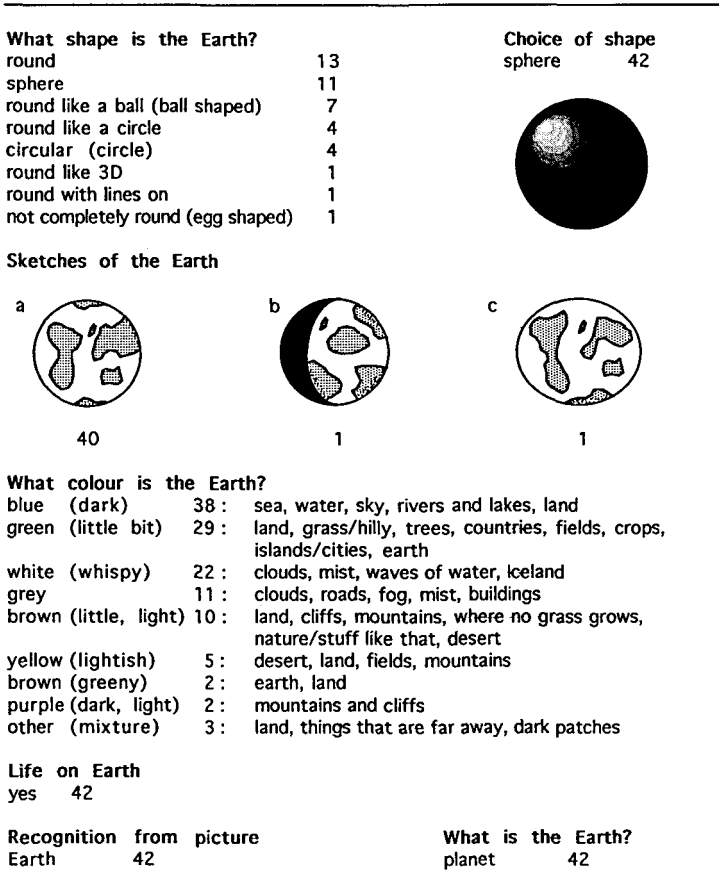 What shape is the Earth?
round 13
sphere 11
round like a ball (ball shaped) 7
round like a circle 4
circular (circle) 4
round like 3D 1
round with lines on 1
not completely round (egg shaped) 1
Choice of shape
sphere 42
Sketches of the Earth
a b c
40 1 1
What colour is the Earth?
blue (dark) 38 : sea, water, sky, rivers and lakes, land
green (little bit) 29 : land, grass/hilly, trees, countries, fields, crops,
islands/cities, earth
white (whispy) 22 : clouds, mist, waves of water, Iceland
grey 11 : clouds, roads, fog, mist, buildings
brown (little, light) 10 : land, cliffs, mountains, where no grass grows,
nature/stuff like that, desert
yellow (lightish) 5 : desert, land, fields, mountains
brown (greeny) 2 : earth, land
purple (dark, light) 2 : mountains and cliffs
other (mixture) 3 : land, things that are far away, dark patches
Life on Earth
yes 42
Recognition from picture
Earth 42
What is the Earth?
planet 42